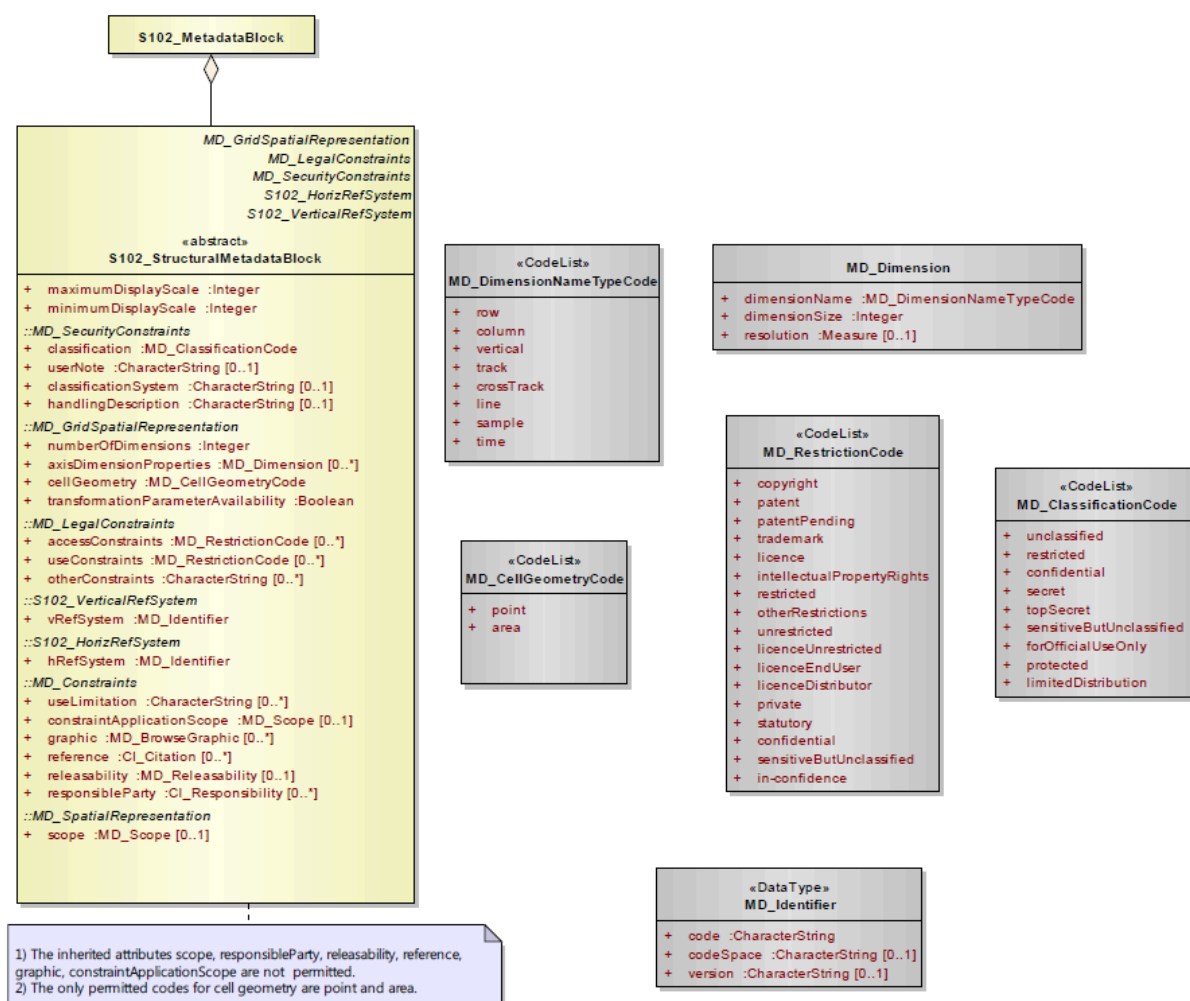 S102_MetadataBlock
MD_GridSpatialRepresentation
MD_LegalConstraints
MD_SecurityConstraints
S102_HorizRefSystem
S102_VerticalRefSystem
«abstract»
S102_StructuralMetadataBlock
+ maximumDisplayScale :Integer
+ minimumDisplayScale :Integer
::MD_SecurityConstraints
+ classification :MD_ClassificationCode
+ userNote :CharacterString [0..1]
+ classificationSystem :CharacterString [0..1]
+ handlingDescription :CharacterString [0..1]
::MD_GridSpatialRepresentation
+ numberOfDimensions :Integer
+ axisDimensionProperties :MD_Dimension [0..*]
+ cellGeometry :MD_CellGeometryCode
+ transformationParameterAvailability :Boolean
::MD_LegalConstraints
+ accessConstraints :MD_RestrictionCode [0..*]
+ useConstraints :MD_RestrictionCode [0..*]
+ otherConstraints :CharacterString [0..*]
::S102_VerticalRefSystem
+ vRefSystem :MD_Identifier
::S102_HorizRefSystem
+ hRefSystem :MD_Identifier
::MD_Constraints
+ useLimitation :CharacterString [0..*]
+ constraintApplicationScope :MD_Scope [0..1]
+ graphic :MD_BrowseGraphic [0..*]
+ reference :CI_Citation [0..*]
+ releasability :MD_Releasability [0..1]
+ responsibleParty :CI_Responsibility [0..*]
::MD_SpatialRepresentation
+ scope :MD_Scope [0..1]
1) The inherited attributes scope, responsibleParty, releasability, reference,
graphic, constraintApplicationScope are not permitted.
2) The only permitted codes for cell geometry are point and area.
«CodeList»
MD_DimensionNameTypeCode
+ row
+ column
+ vertical
+ track
+ crossTrack
+ line
+ sample
+ time
«CodeList»
MD_CellGeometryCode
+ point
+ area
MD_Dimension
+ dimensionName :MD_DimensionNameTypeCode
+ dimensionSize :Integer
+ resolution :Measure [0..1]
«CodeList»
MD_RestrictionCode
+ copyright
+ patent
+ patentPending
+ trademark
+ licence
+ intellectualPropertyRights
+ restricted
+ otherRestrictions
+ unrestricted
+ licenceUnrestricted
+ licenceEndUser
+ licenceDistributor
+ private
+ statutory
+ confidential
+ sensitiveButUnclassified
+ in-confidence
«CodeList»
MD_ClassificationCode
+ unclassified
+ restricted
+ confidential
+ secret
+ topSecret
+ sensitiveButUnclassified
+ forOfficialUseOnly
+ protected
+ limitedDistribution
«DataType»
MD_Identifier
+ code :CharacterString
+ codeSpace :CharacterString [0..1]
+ version :CharacterString [0..1]